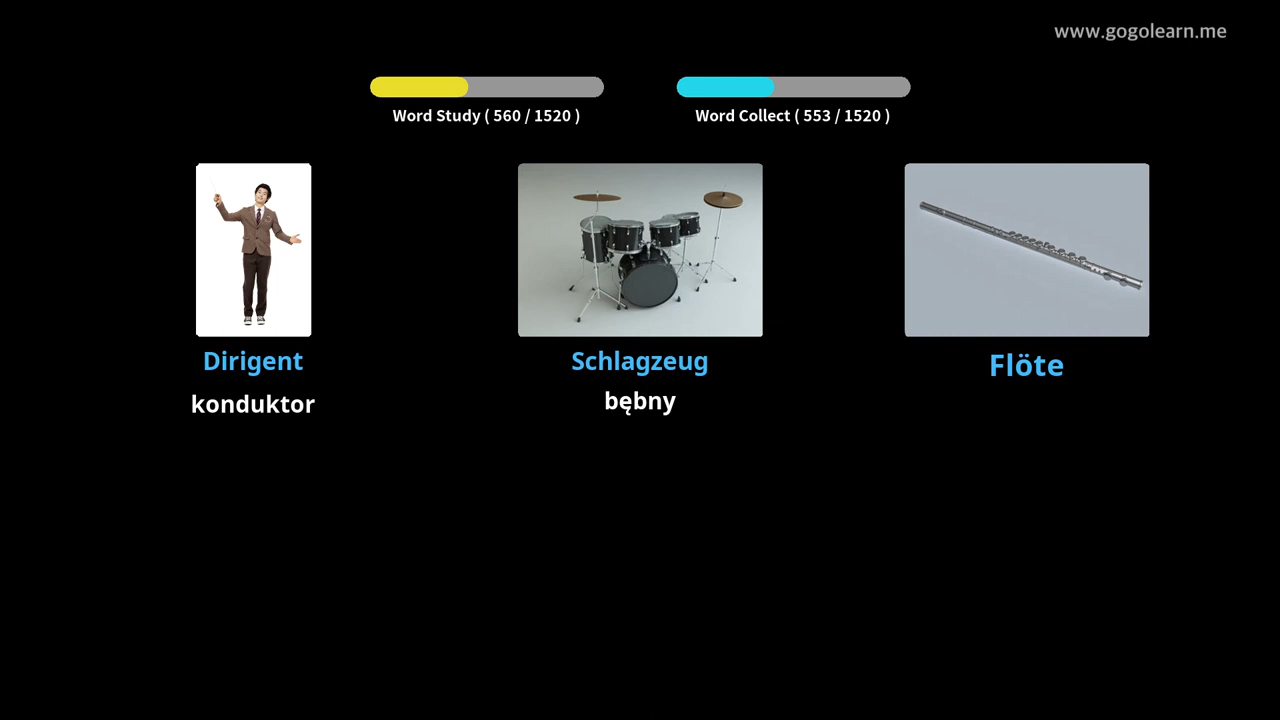 www.gogolearn.me
Word Study ( 560 / 1520 )
Word Collect ( 553 / 1520 )
Dirigent
Schlagzeug
Flöte
konduktor
bębny